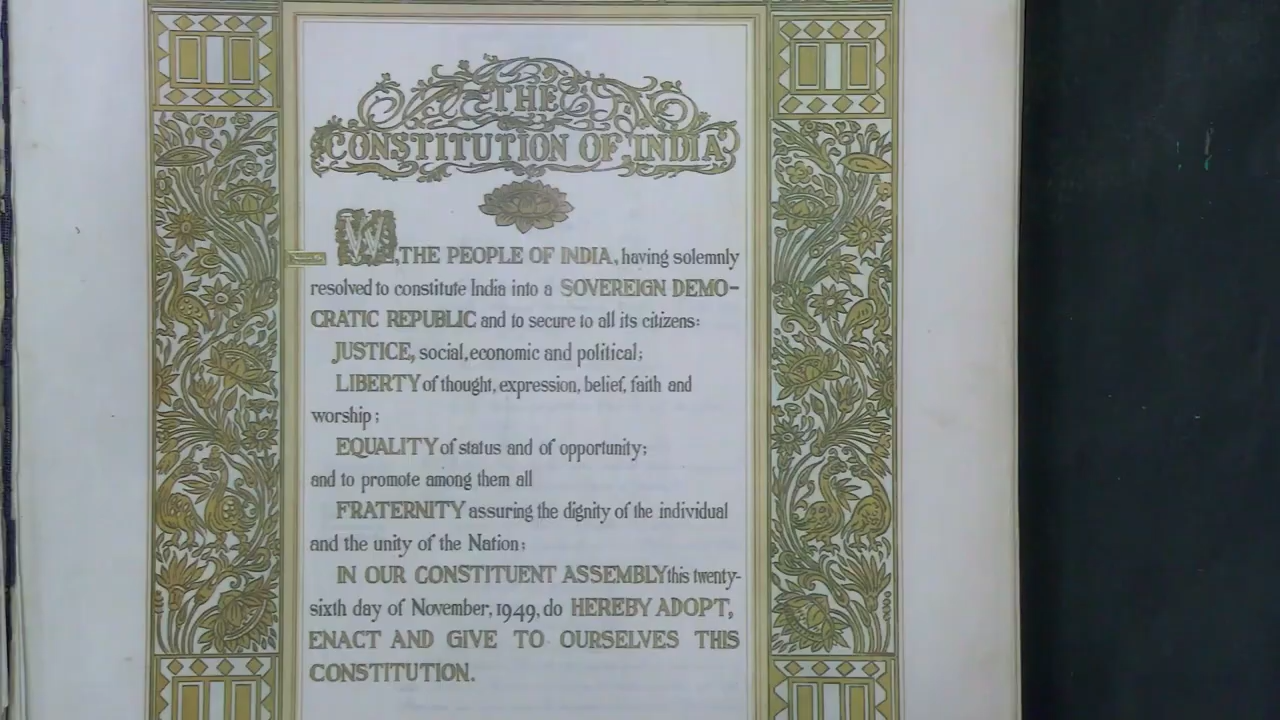 THE
CONSTITUTION OF INDIA
WE, THE PEOPLE OF INDIA, having solemnly
resolved to constitute India into a SOVEREIGN DEMO-
CRATIC REPUBLIC and to secure to all its citizens:
JUSTICE, social, economic and political;
LIBERTY of thought, expression, belief, faith and
worship;
EQUALITY of status and of opportunity;
and to promote among them all
FRATERNITY assuring the dignity of the individual
and the unity of the Nation;
IN OUR CONSTITUENT ASSEMBLY this twenty-
sixth day of November, 1949, do HEREBY ADOPT,
ENACT AND GIVE TO OURSELVES THIS
CONSTITUTION.